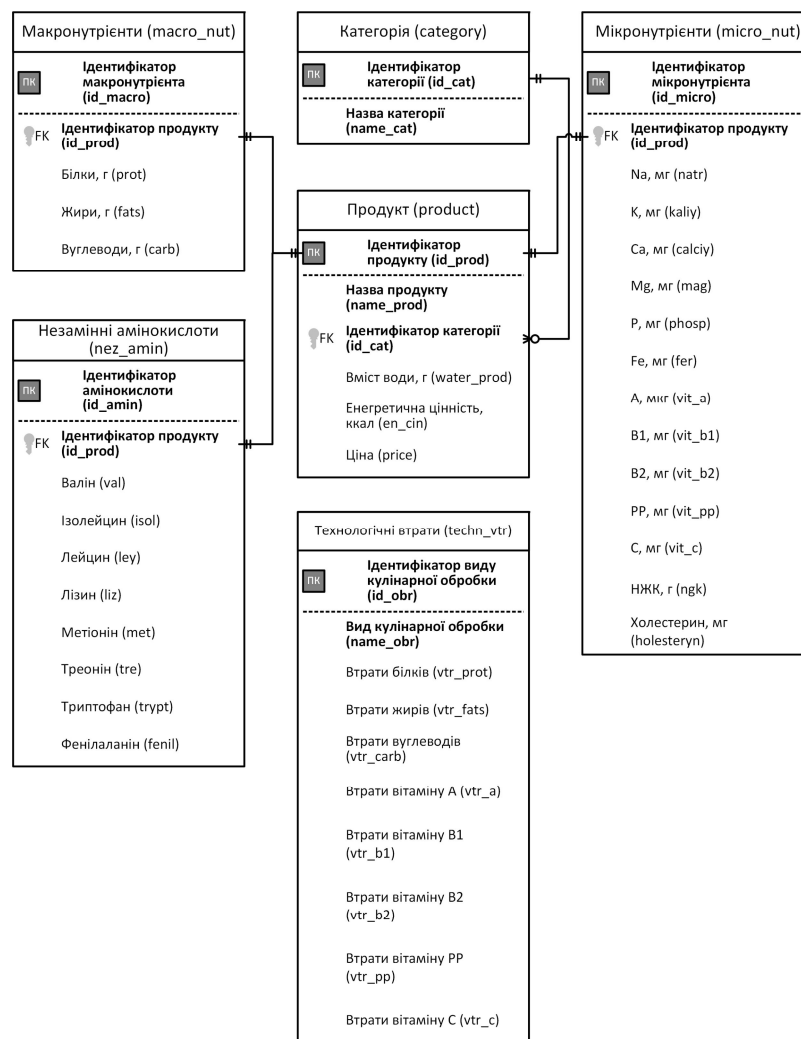 Макронутрієнти (macro_nut)
ПК
Ідентифікатор
макронутрієнта
(id_macro)
FK
Ідентифікатор продукту
(id_prod)
Білки, г (prot)
Жири, г (fats)
Вуглеводи, г (carb)
Незамінні амінокислоти
(nez_amin)
ПК
Ідентифікатор
амінокислоти
(id_amin)
FK
Ідентифікатор продукту
(id_prod)
Валін (val)
Ізолейцин (isol)
Лейцин (ley)
Лізин (liz)
Метіонін (met)
Треонін (tre)
Триптофан (trypt)
Фенілаланін (fenil)
Категорія (category)
ПК
Ідентифікатор
категорії (id_cat)
Назва категорії
(name_cat)
Продукт (product)
ПК
Ідентифікатор
продукту (id_prod)
Назва продукту
(name_prod)
FK
Ідентифікатор категорії
(id_cat)
Вміст води, г (water_prod)
Енегретична цінність,
ккал (en_cin)
Ціна (price)
Технологічні втрати (techn_vtr)
ПК
Ідентифікатор виду
кулінарної обробки
(id_obr)
Вид кулінарної обробки
(name_obr)
Втрати білків (vtr_prot)
Втрати жирів (vtr_fats)
Втрати вуглеводів
(vtr_carb)
Втрати вітаміну А (vtr_a)
Втрати вітаміну В1
(vtr_b1)
Втрати вітаміну В2
(vtr_b2)
Втрати вітаміну РР
(vtr_pp)
Втрати вітаміну С (vtr_c)
Мікронутрієнти (micro_nut)
ПК
Ідентифікатор
мікронутрієнта
(id_micro)
FK
Ідентифікатор продукту
(id_prod)
Na, мг (natr)
K, мг (kaliy)
Ca, мг (calciy)
Mg, мг (mag)
P, мг (phosp)
Fe, мг (fer)
А, мкг (vit_a)
В1, мг (vit_b1)
В2, мг (vit_b2)
РР, мг (vit_pp)
С, мг (vit_c)
НЖК, г (ngk)
Холестерин, мг
(holesteryn)